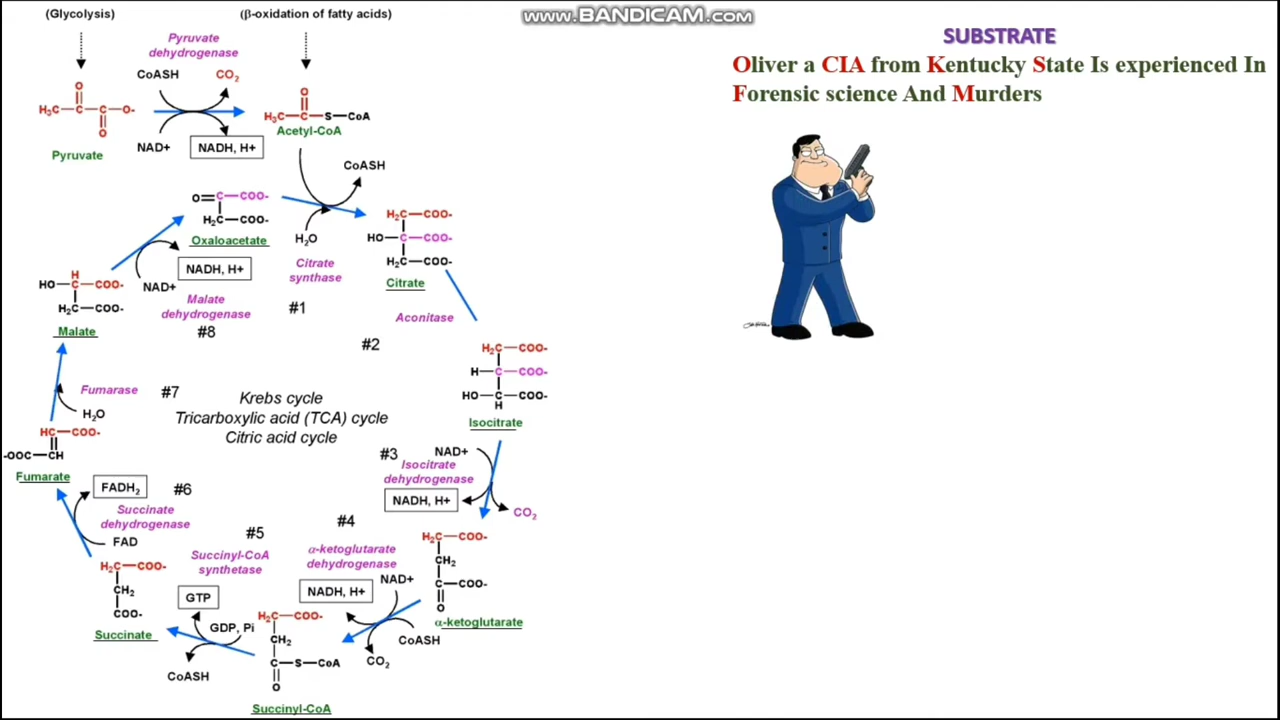 (Glycolysis)
(β-oxidation of fatty acids)
www.BANDICAM.com
SUBSTRATE
Oliver a CIA from Kentucky State Is experienced In
Forensic science And Murders
Pyruvate
dehydrogenase
CoASH
CO2
H3C—C—C—O-
O
O
NAD+
NADH, H+
Pyruvate
O
H3C—C—S—CoA
Acetyl-CoA
CoASH
O=C—COO-
H2C—COO-
Oxaloacetate
H2O
Citrate
synthase
#1
H2C—COO-
HO—C—COO-
H2C—COO-
Citrate
Aconitase
#2
H2C—COO-
H—C—COO-
HO—C—COO-
H
Isocitrate
#3
NAD+
Isocitrate
dehydrogenase
NADH, H+
CO2
H2C—COO-
CH2
C—COO-
O
α-ketoglutarate
#4
α-ketoglutarate
dehydrogenase
NAD+
NADH, H+
CoASH
CO2
H2C—COO-
CH2
C—S—CoA
O
Succinyl-CoA
#5
Succinyl-CoA
synthetase
GTP
GDP, Pi
CoASH
H2C—COO-
CH2
COO-
Succinate
#6
FADH2
Succinate
dehydrogenase
FAD
HC—COO-
-OOC—CH
Fumarate
Fumarase
#7
H2O
H
HO—C—COO-
H2C—COO-
Malate
NADH, H+
NAD+
Malate
dehydrogenase
#8
Krebs cycle
Tricarboxylic acid (TCA) cycle
Citric acid cycle